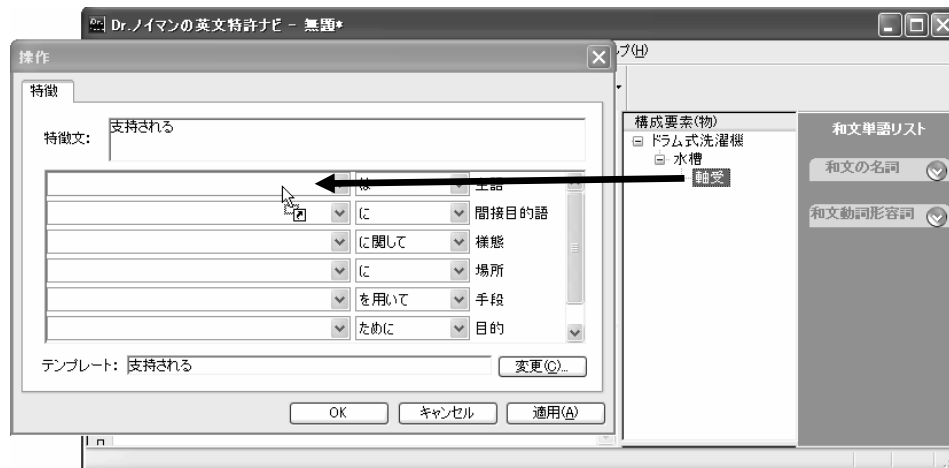 Dr.ノイマンの英文特許ナビ - 無題*
操作
プ(H)
特徴
特徴文: 支持される
は 主語
に 間接目的語
に関して 様態
に 場所
を用いて 手段
ために 目的
テンプレート: 支持される 変更(C)...
OK キャンセル 適用(A)
構成要素(物)
ドラム式洗濯機
水槽
軸受
和文単語リスト
和文の名詞
和文動詞形容詞